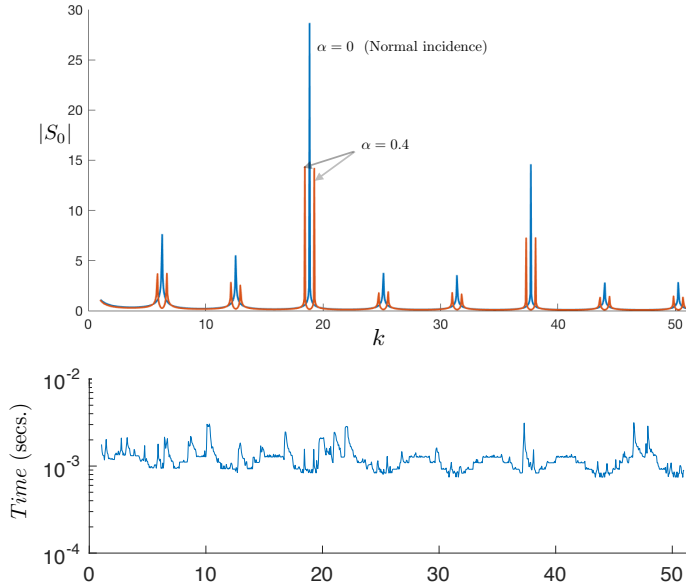 30
25
20
15
10
5
0
|S₀|
α = 0 (Normal incidence)
α = 0.4
0 10 20 30 40 50
k
10⁻²
10⁻³
10⁻⁴
Time (secs.)
0 10 20 30 40 50